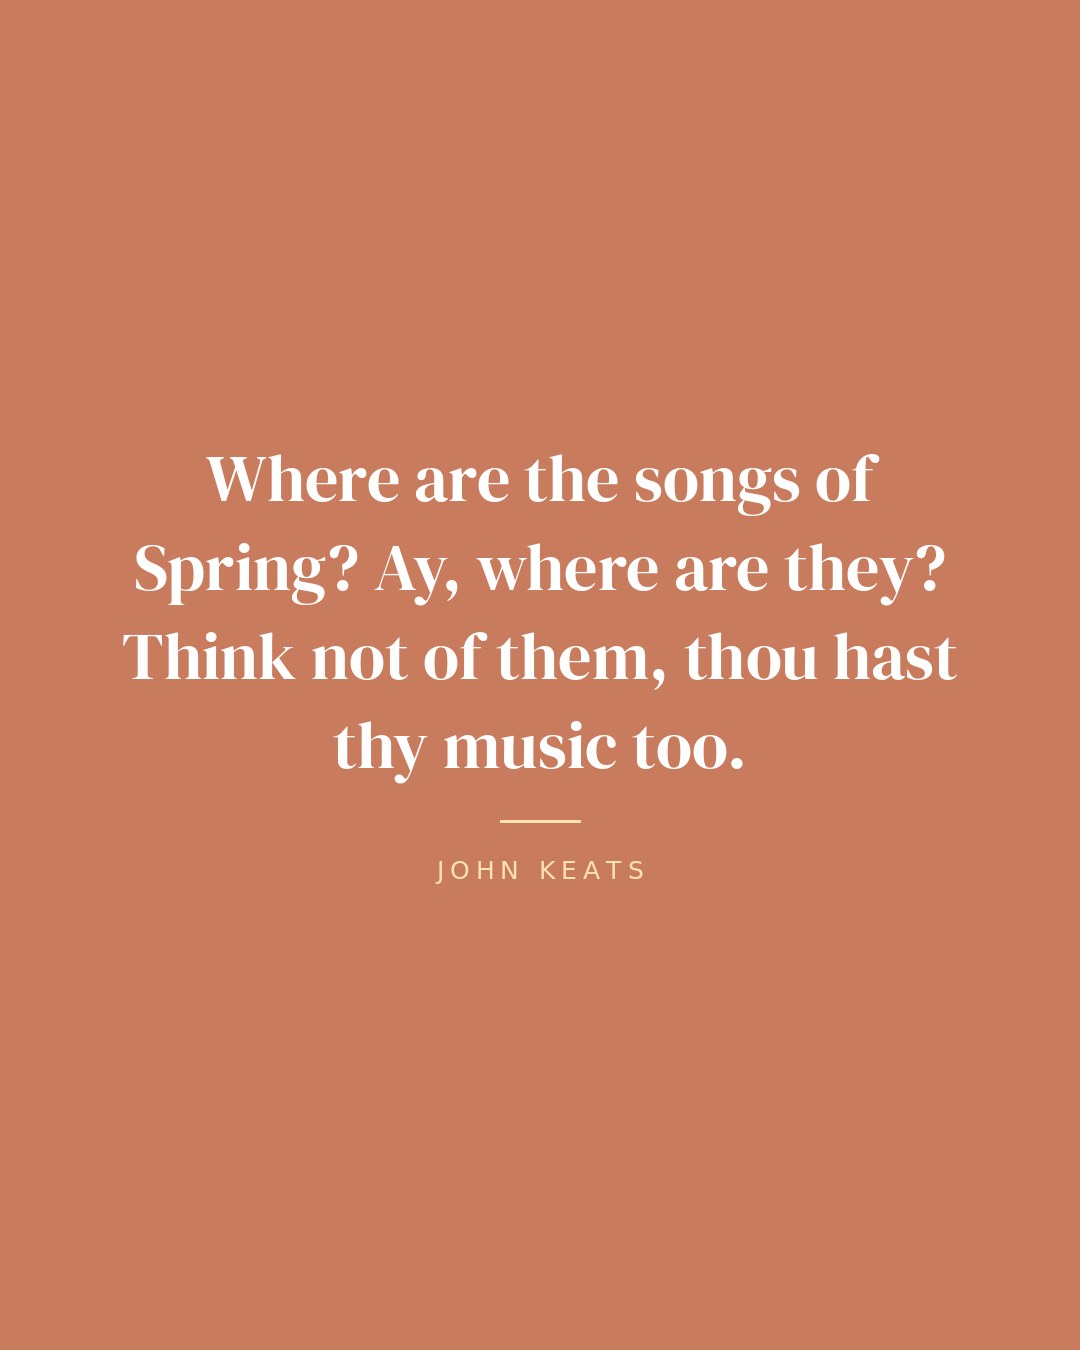 Where are the songs of
Spring? Ay, where are they?
Think not of them, thou hast
thy music too.
JOHN KEATS